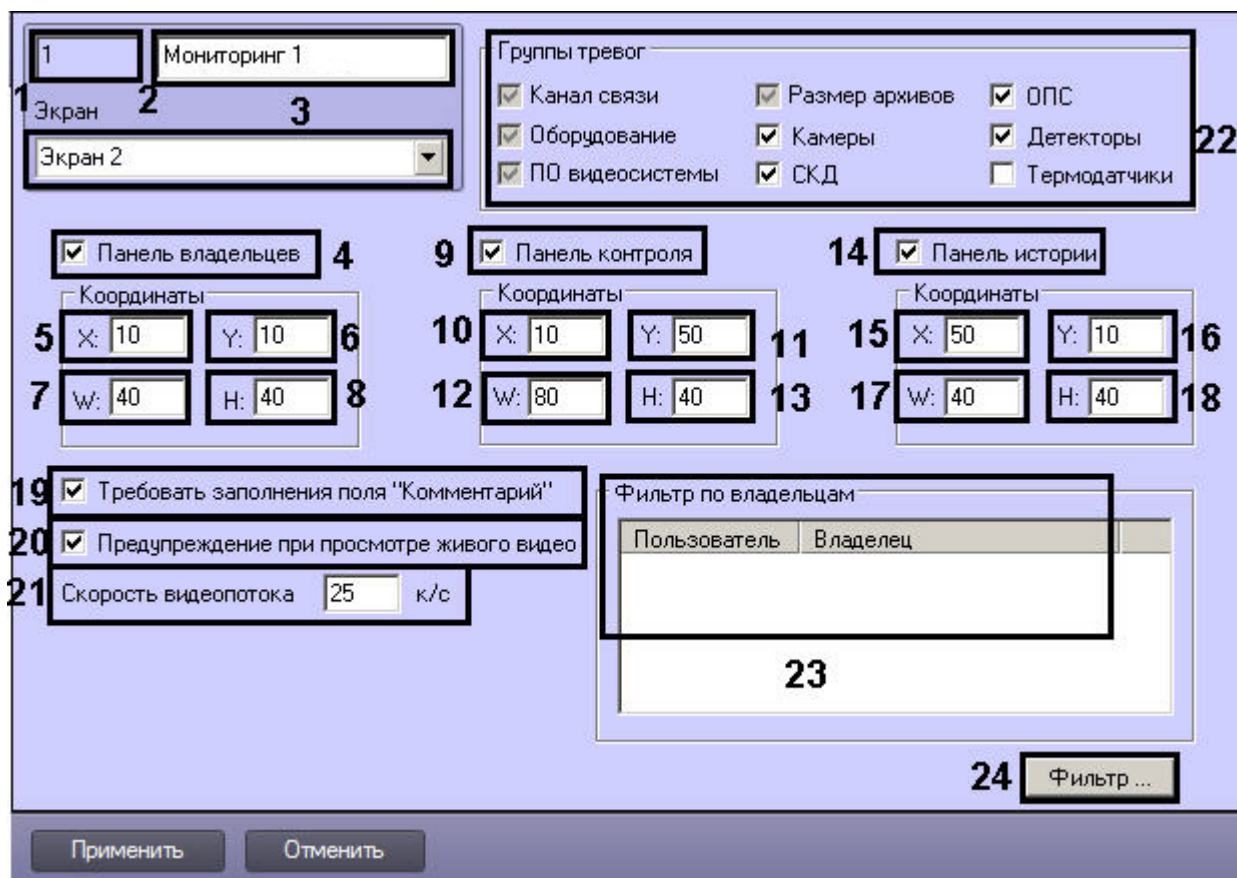 1 Мониторинг 1
1 2
Экран 3
Экран 2
Группы тревог
Канал связи Размер архивов ОПС
Оборудование Камеры Детекторы 22
ПО видеосистемы СКД Термодатчики
Панель владельцев 4 9 Панель контроля 14 Панель истории
Координаты Координаты Координаты
5 X: 10 Y: 10 6 10 X: 10 Y: 50 11 15 X: 50 Y: 10 16
7 W: 40 H: 40 8 12 W: 80 H: 40 13 17 W: 40 H: 40 18
19 Требовать заполнения поля "Комментарий"
20 Предупреждение при просмотре живого видео
21 Скорость видеопотока 25 к/с
Фильтр по владельцам
Пользователь Владелец
23
24 Фильтр ...
Применить Отменить